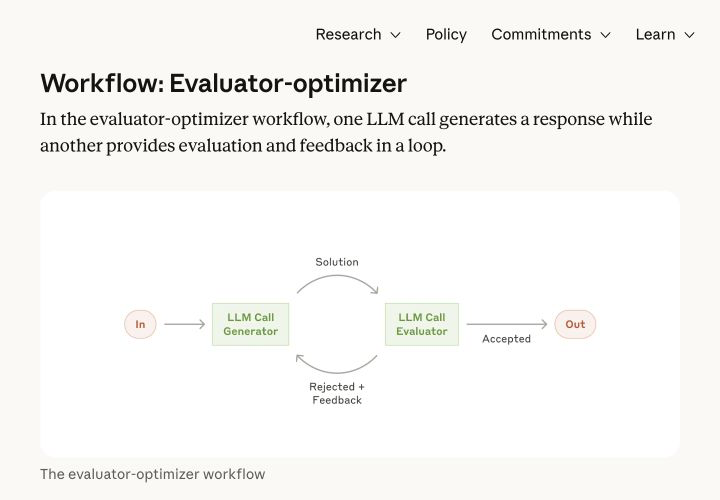 Research Policy Commitments Learn
Workflow: Evaluator-optimizer
In the evaluator-optimizer workflow, one LLM call generates a response while
another provides evaluation and feedback in a loop.
Solution
In
LLM Call
Generator
LLM Call
Evaluator
Accepted
Out
Rejected +
Feedback
The evaluator-optimizer workflow